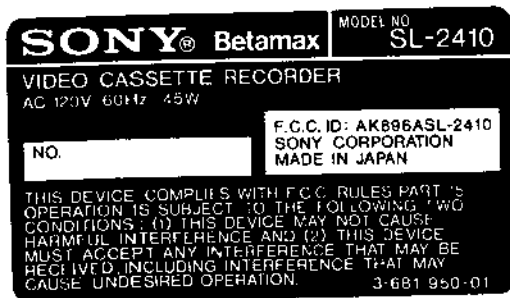 SONY® Betamax
MODEL NO
SL-2410
VIDEO CASSETTE RECORDER
AC 120V 60Hz 45W
F.C.C. ID: AK896ASL-2410
SONY CORPORATION
MADE IN JAPAN
NO.
THIS DEVICE COMPLIES WITH F.C.C. RULES PART 15
OPERATION IS SUBJECT TO THE FOLLOWING TWO
CONDITIONS : (1) THIS DEVICE MAY NOT CAUSE
HARMFUL INTERFERENCE AND (2) THIS DEVICE
MUST ACCEPT ANY INTERFERENCE THAT MAY BE
RECEIVED, INCLUDING INTERFERENCE THAT MAY
CAUSE UNDESIRED OPERATION.
3-681 950-01